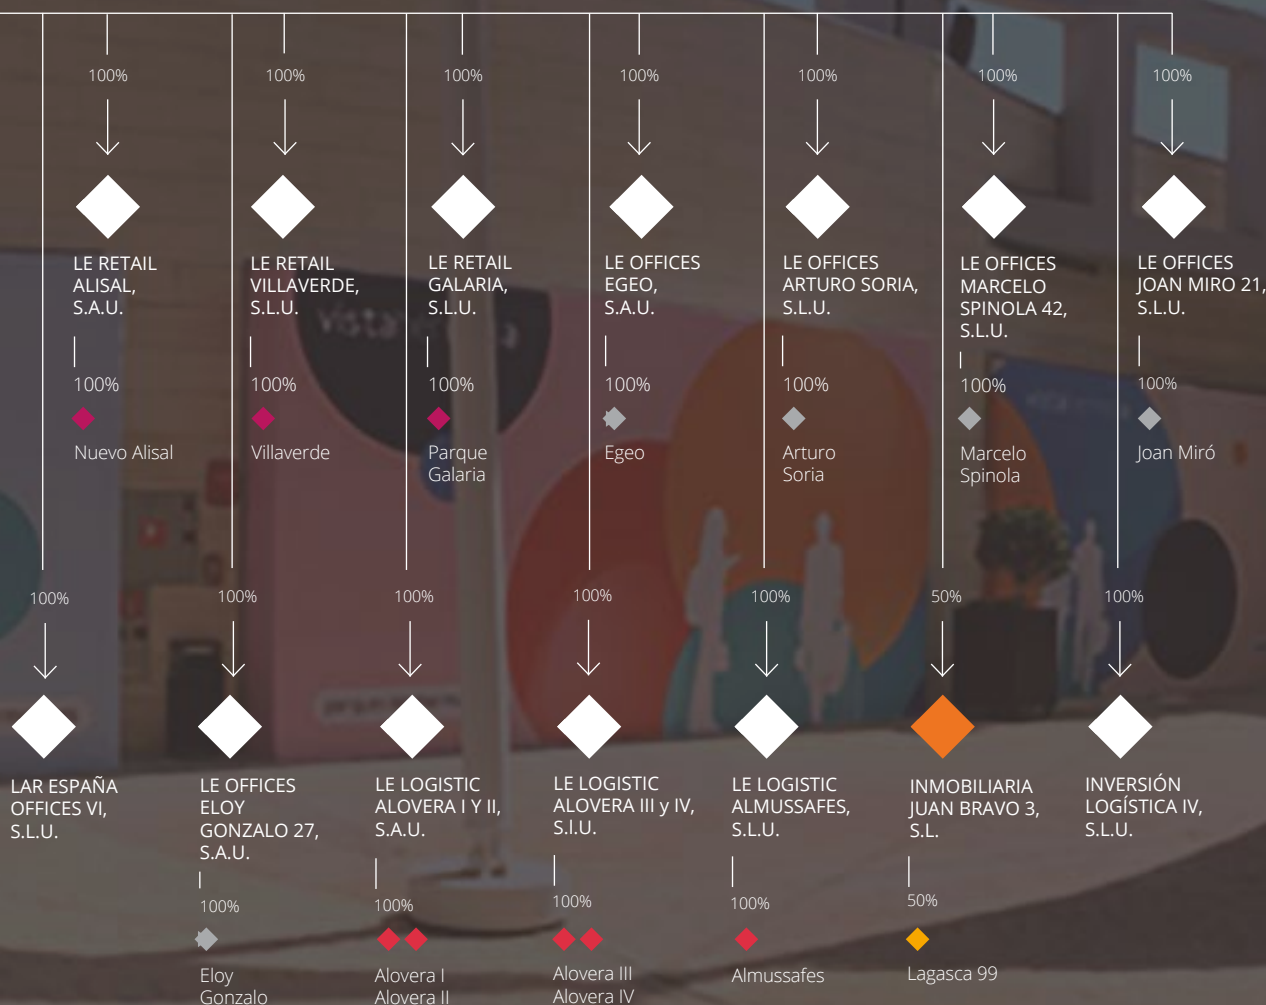 100%
100%
100%
100%
100%
100%
100%
LE RETAIL
ALISAL,
S.A.U.
100%
Nuevo Alisal
LE RETAIL
VILLAVERDE,
S.L.U.
100%
Villaverde
LE RETAIL
GALARIA,
S.L.U.
100%
Parque
Galaria
LE OFFICES
EGEO,
S.A.U.
100%
Egeo
LE OFFICES
ARTURO SORIA,
S.L.U.
100%
Arturo
Soria
LE OFFICES
MARCELO
SPINOLA 42,
S.L.U.
100%
Marcelo
Spinola
LE OFFICES
JOAN MIRO 21,
S.L.U.
100%
Joan Miró
100%
100%
100%
100%
100%
50%
100%
LAR ESPAÑA
OFFICES VI,
S.L.U.
LE OFFICES
ELOY
GONZALO 27,
S.A.U.
100%
Eloy
Gonzalo
LE LOGISTIC
ALOVERA I Y II,
S.A.U.
100%
Alovera I
Alovera II
LE LOGISTIC
ALOVERA III y IV,
S.I.U.
100%
Alovera III
Alovera IV
LE LOGISTIC
ALMUSSAFES,
S.L.U.
100%
Almussafes
INMOBILIARIA
JUAN BRAVO 3,
S.L.
50%
Lagasca 99
INVERSIÓN
LOGÍSTICA IV,
S.L.U.